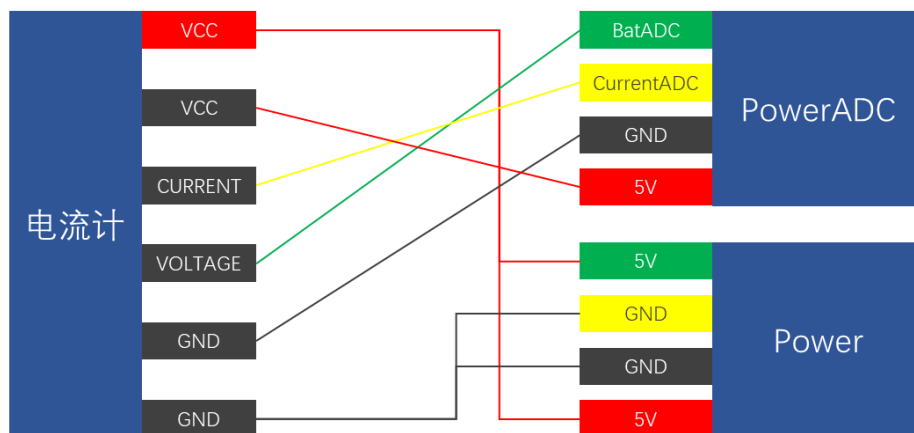 电流计
VCC
VCC
CURRENT
VOLTAGE
GND
GND
BatADC
CurrentADC
GND
5V
PowerADC
5V
GND
GND
5V
Power